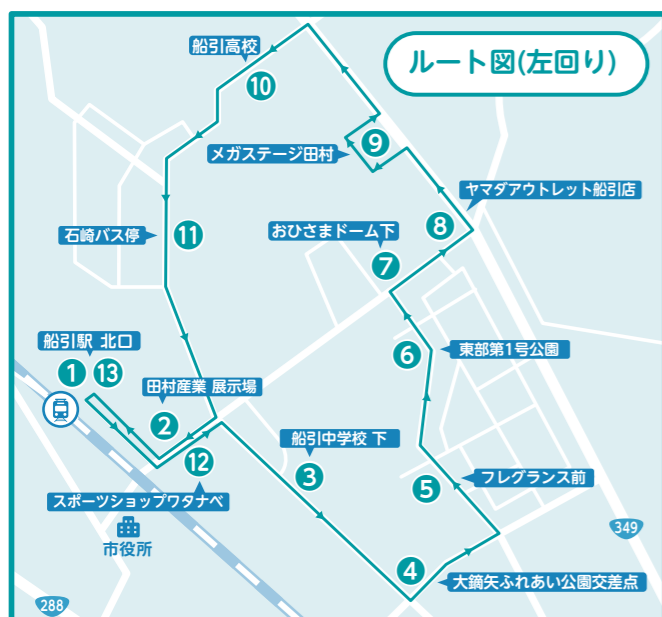 ルート図(左回り)
船引高校
⑩
⑨
メガステージ田村
ヤマダアウトレット船引店
⑧
石崎バス停
⑪
おひさまドーム下
⑦
船引駅 北口
① ⑬
⑥
東部第1号公園
田村産業 展示場
②
船引中学校 下
③
⑫
スポーツショップワタナベ
⑤
フレグランス前
市役所
349
④
大鏑矢ふれあい公園交差点
288